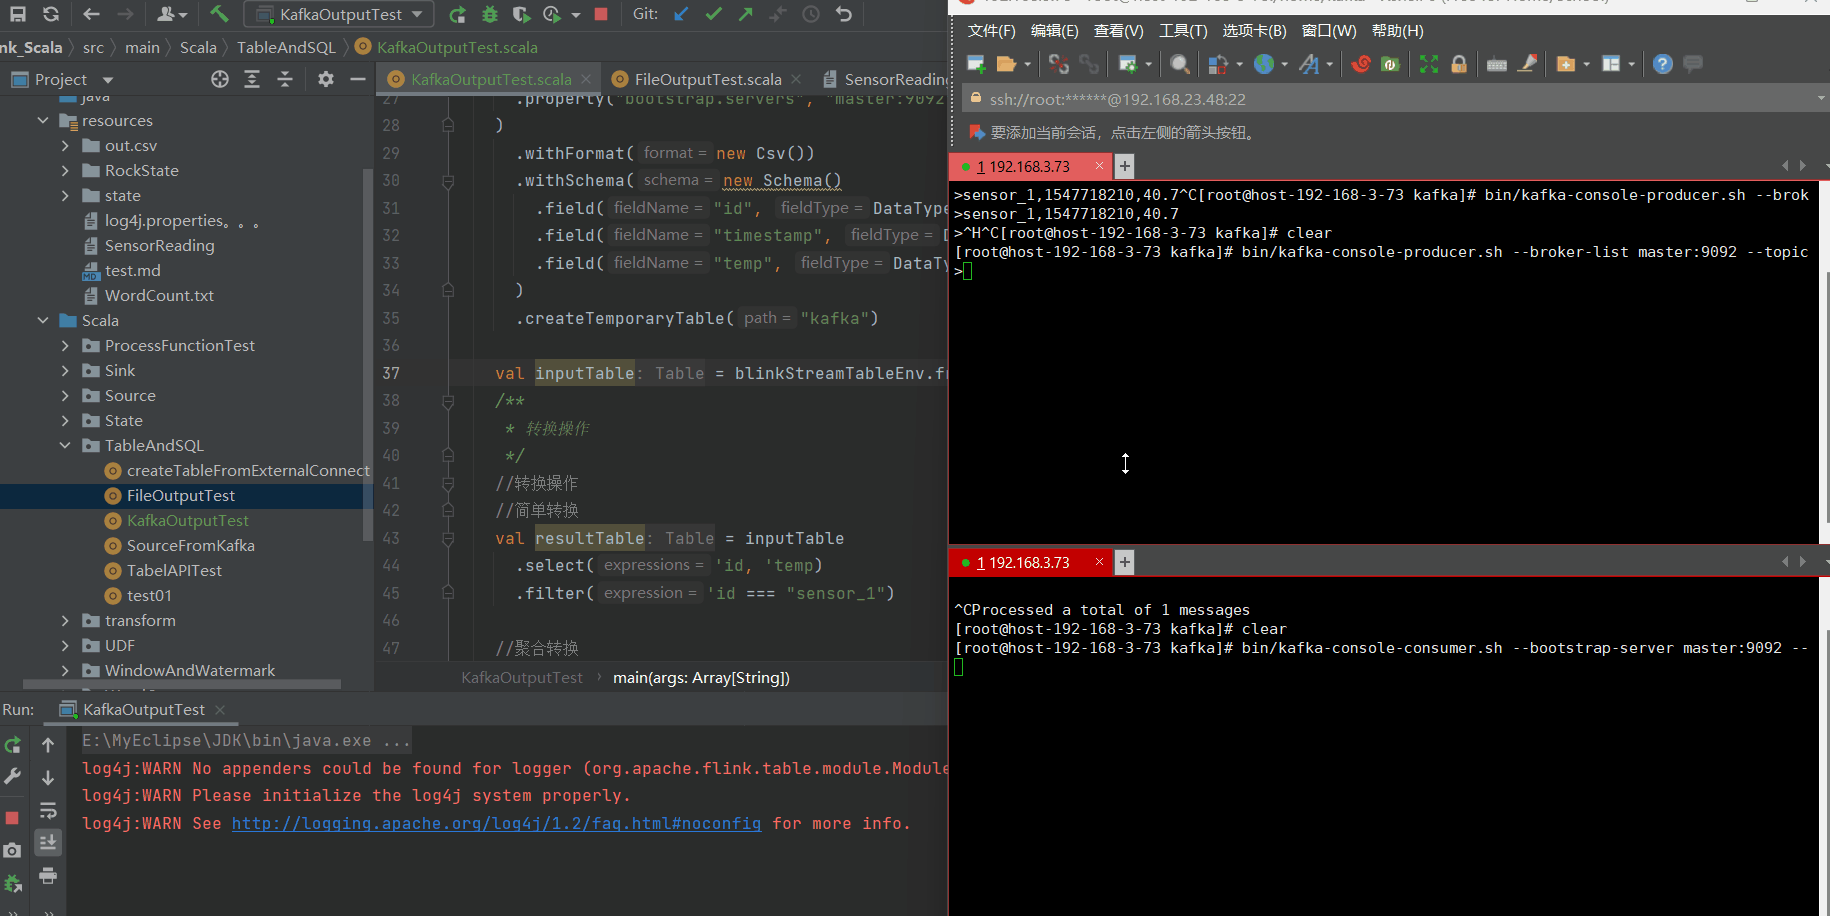 KafkaOutputTest
Git:
nk_Scala
src
main
Scala
TableAndSQL
KafkaOutputTest.scala
Project
java
resources
out.csv
RockState
state
log4j.properties。。。
SensorReading
test.md
WordCount.txt
Scala
ProcessFunctionTest
Sink
Source
State
TableAndSQL
createTableFromExternalConnect
FileOutputTest
KafkaOutputTest
SourceFromKafka
TabelAPITest
test01
transform
UDF
WindowAndWatermark
KafkaOutputTest.scala
FileOutputTest.scala
SensorReading
27 .property("bootstrap.servers", "master:9092
28 )
29 .withFormat( format = new Csv())
30 .withSchema( schema = new Schema()
31 .field( fieldName = "id", fieldType = DataType
32 .field( fieldName = "timestamp", fieldType = D
33 .field( fieldName = "temp", fieldType = DataTy
34 )
35 .createTemporaryTable( path = "kafka")
36
37 val inputTable: Table = blinkStreamTableEnv.fr
38 /**
39 * 转换操作
40 */
41 //转换操作
42 //简单转换
43 val resultTable: Table = inputTable
44 .select( expressions = 'id, 'temp)
45 .filter( expression = 'id === "sensor_1")
46
47 //聚合转换
KafkaOutputTest › main(args: Array[String])
Run:
KafkaOutputTest
E:\MyEclipse\JDK\bin\java.exe ...
log4j:WARN No appenders could be found for logger (org.apache.flink.table.module.Module
log4j:WARN Please initialize the log4j system properly.
log4j:WARN See http://logging.apache.org/log4j/1.2/faq.html#noconfig for more info.
文件(F) 编辑(E) 查看(V) 工具(T) 选项卡(B) 窗口(W) 帮助(H)
ssh://root:******@192.168.23.48:22
要添加当前会话，点击左侧的箭头按钮。
1 192.168.3.73
>sensor_1,1547718210,40.7^C[root@host-192-168-3-73 kafka]# bin/kafka-console-producer.sh --brok
>sensor_1,1547718210,40.7
>^H^C[root@host-192-168-3-73 kafka]# clear
[root@host-192-168-3-73 kafka]# bin/kafka-console-producer.sh --broker-list master:9092 --topic
>
1 192.168.3.73
^CProcessed a total of 1 messages
[root@host-192-168-3-73 kafka]# clear
[root@host-192-168-3-73 kafka]# bin/kafka-console-consumer.sh --bootstrap-server master:9092 --